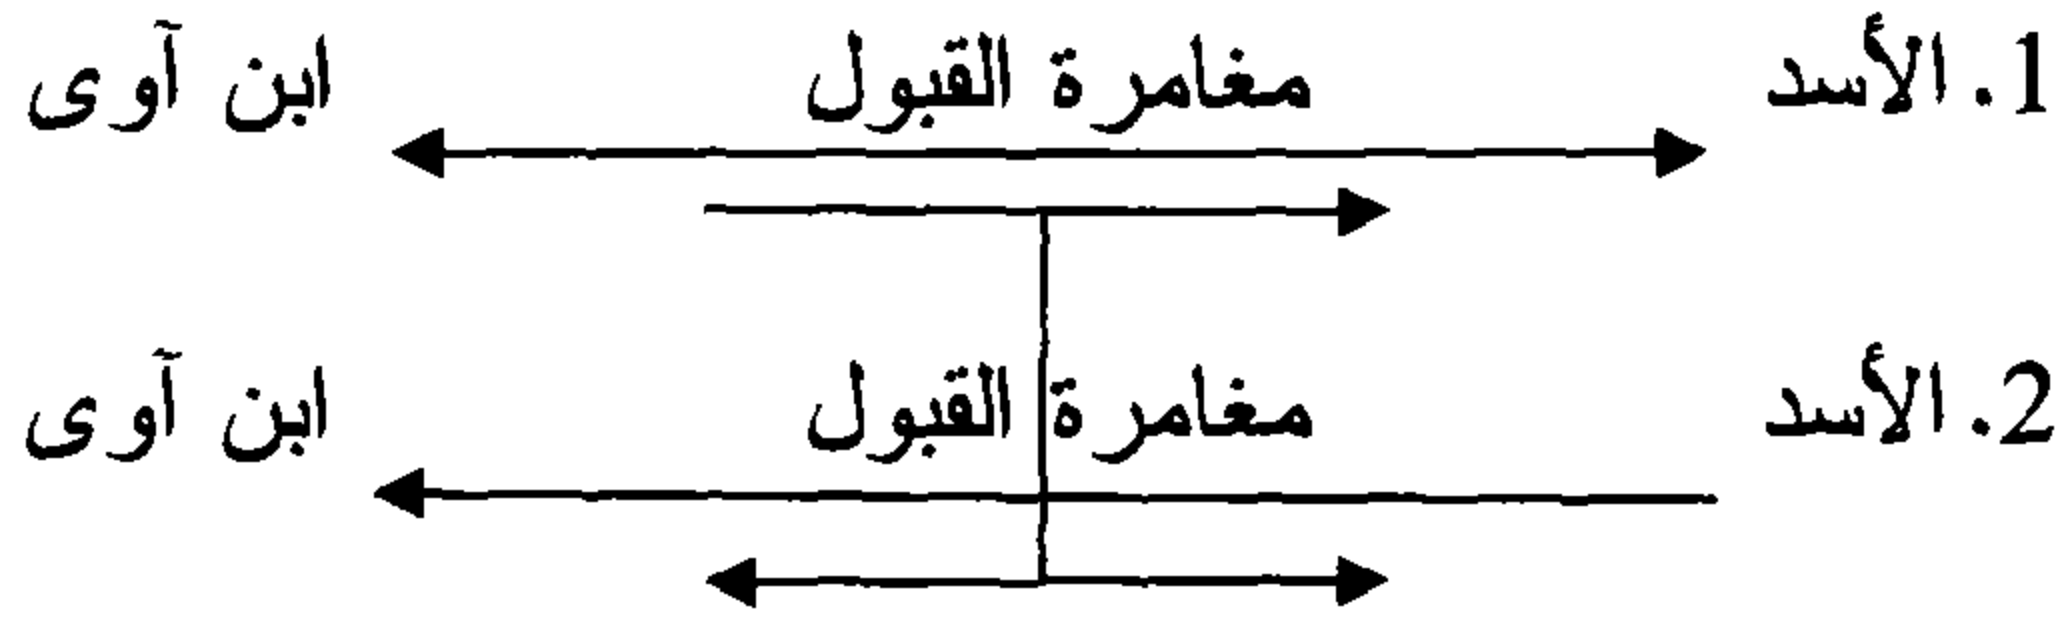 1. الأسد مغامرة القبول ابن آوى
2. الأسد مغامرة القبول ابن آوى